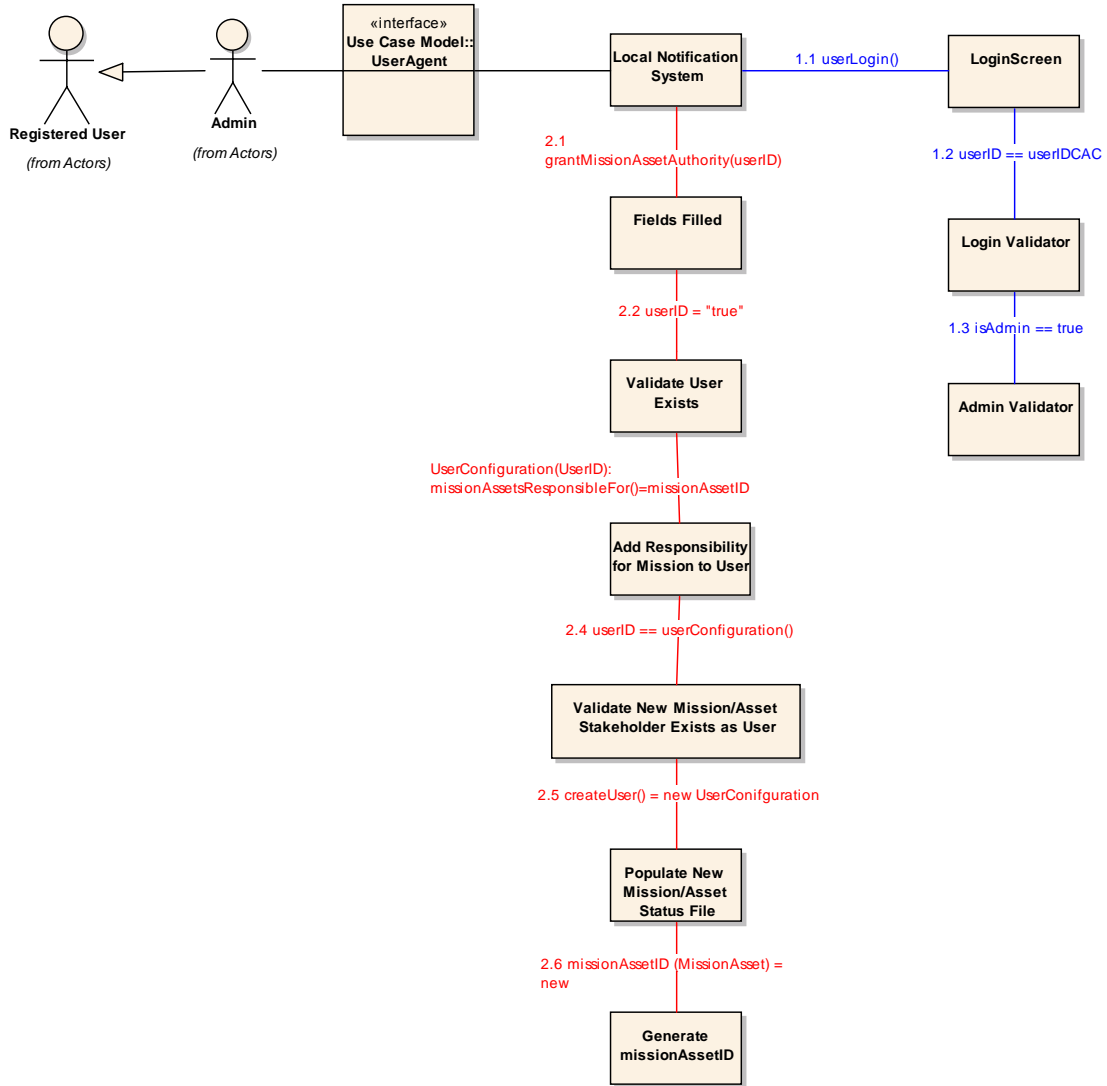 «interface»
Use Case Model::
UserAgent
Local Notification
System
1.1 userLogin()
LoginScreen
Registered User
(from Actors)
Admin
(from Actors)
2.1
grantMissionAssetAuthority(userID)
1.2 userID == userIDCAC
Fields Filled
Login Validator
2.2 userID = "true"
1.3 isAdmin == true
Validate User
Exists
Admin Validator
UserConfiguration(UserID):
missionAssetsResponsibleFor()=missionAssetID
Add Responsibility
for Mission to User
2.4 userID == userConfiguration()
Validate New Mission/Asset
Stakeholder Exists as User
2.5 createUser() = new UserConifguration
Populate New
Mission/Asset
Status File
2.6 missionAssetID (MissionAsset) =
new
Generate
missionAssetID